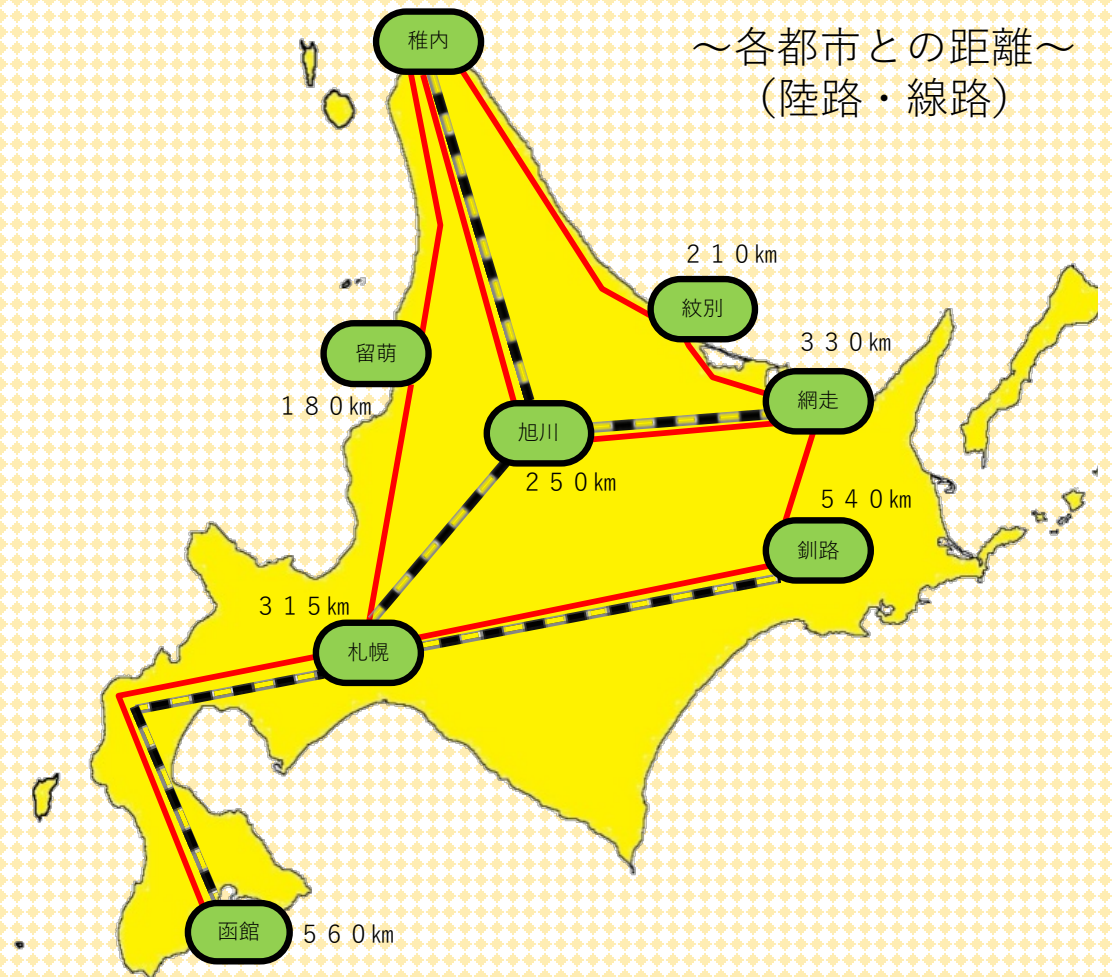 稚内
～各都市との距離～
（陸路・線路）
２１０㎞
紋別
３３０㎞
留萌
網走
１８０㎞
旭川
２５０㎞
５４０㎞
釧路
３１５㎞
札幌
函館
５６０㎞